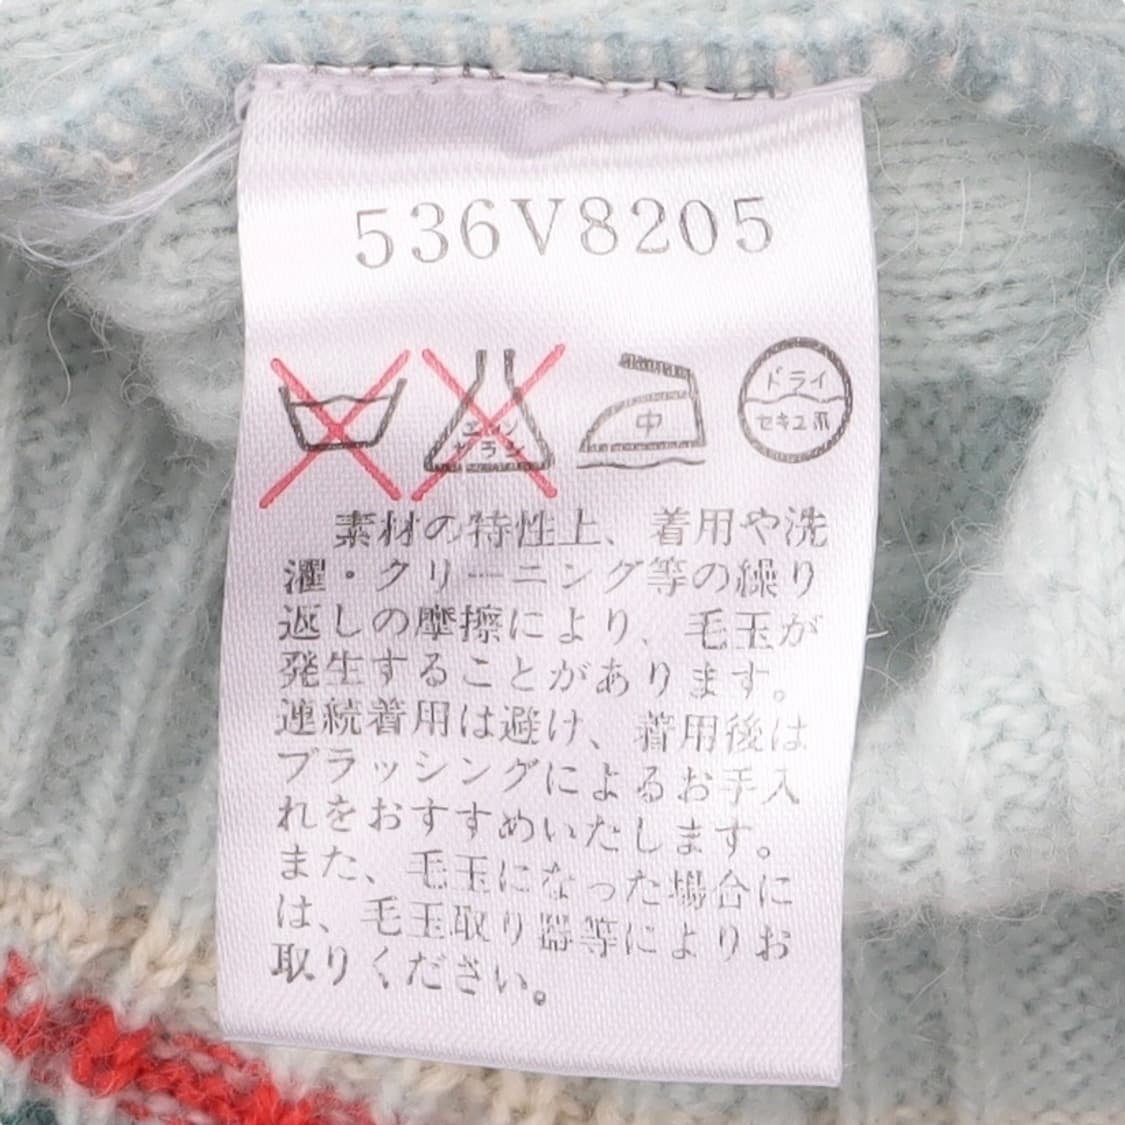 536V8205
エンソ
サラシ
中
ドライ
セキユ系
素材の特性上、着用や洗
濯・クリーニング等の繰り
返しの摩擦により、毛玉が
発生することがあります。
連続着用は避け、着用後は
ブラッシングによるお手入
れをおすすめいたします。
また、毛玉になった場合に
は、毛玉取り器等によりお
取りください。